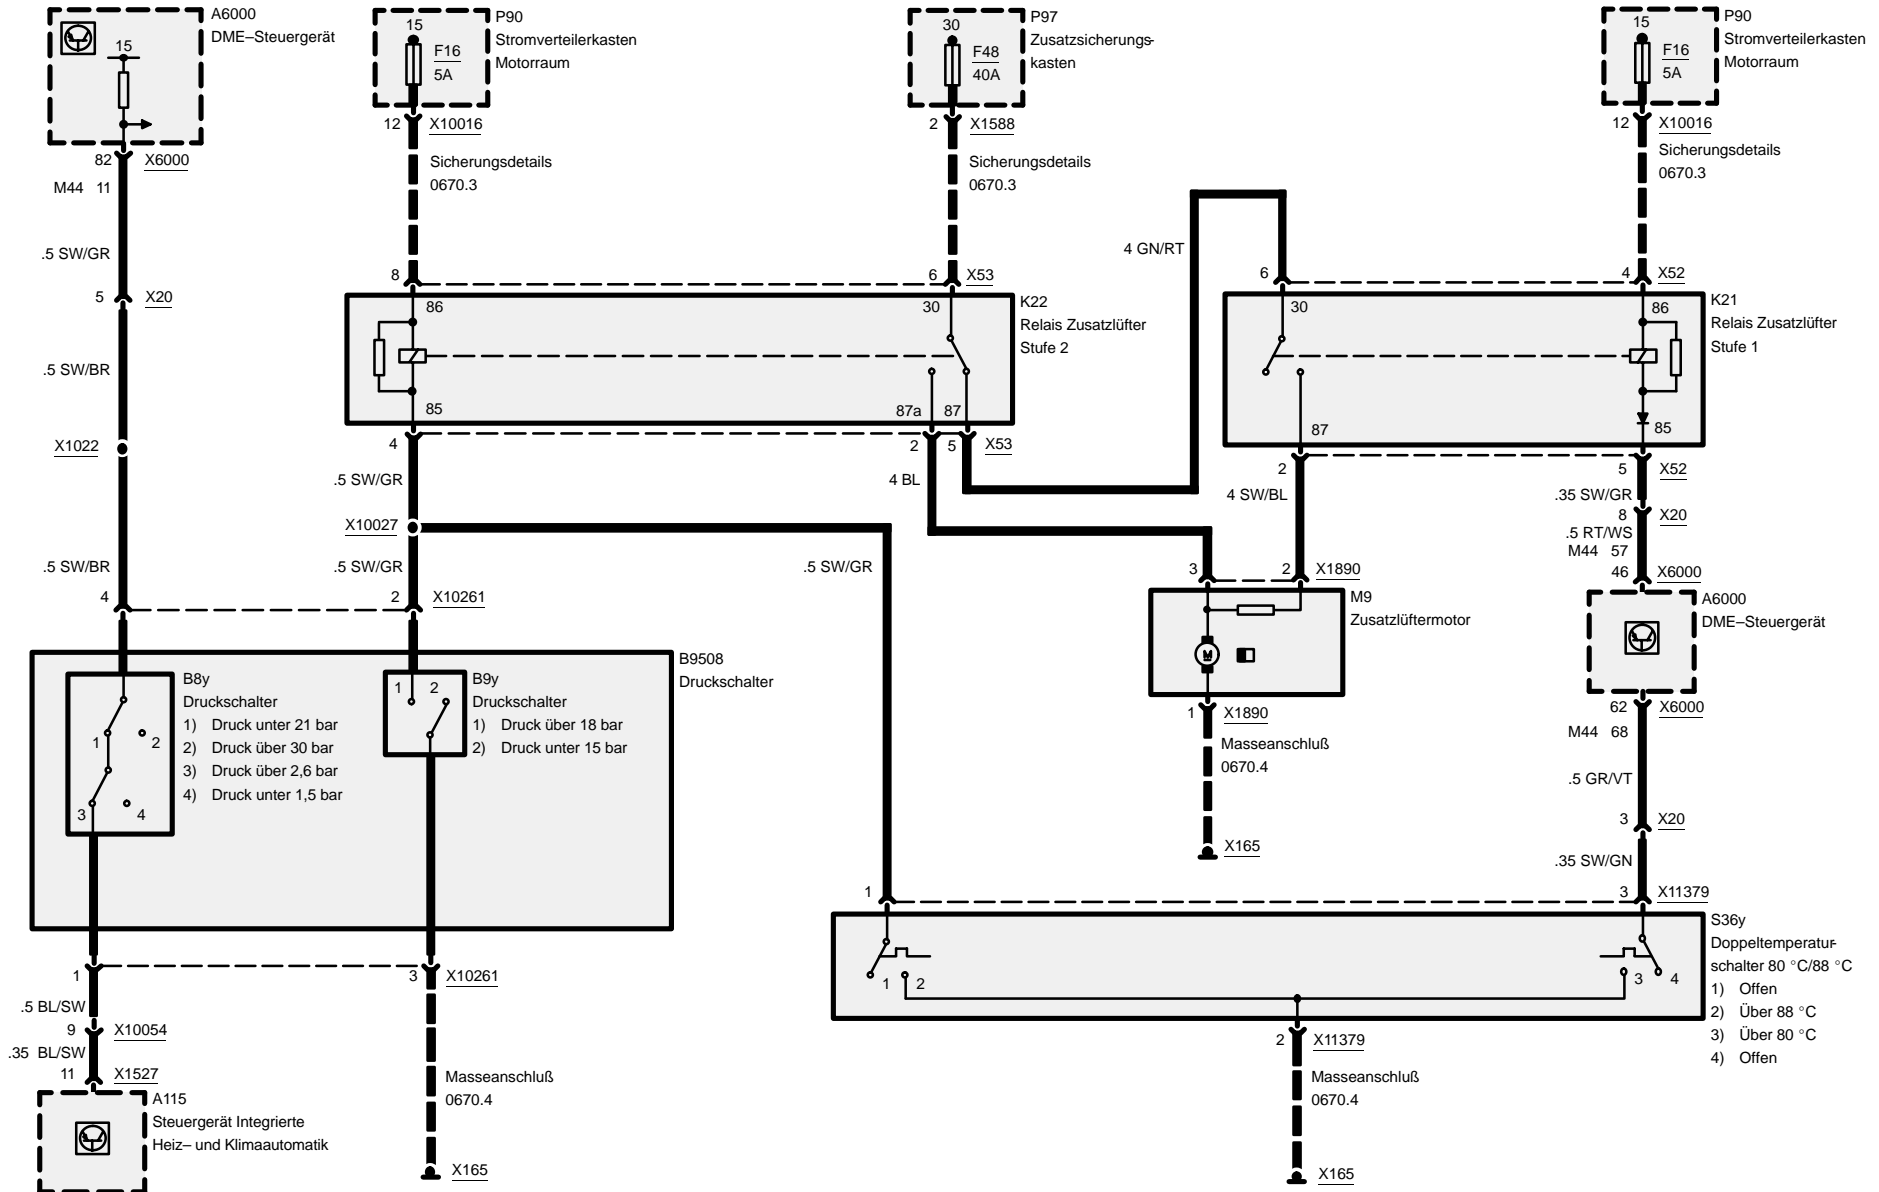 A6000
DME–Steuergerät
15
82 X6000
M44 11
.5 SW/GR
5 X20
.5 SW/BR
X1022
.5 SW/BR
4
P90
Stromverteilerkasten
Motorraum
15
F16
5A
12 X10016
Sicherungsdetails
0670.3
8
P97
Zusatzsicherungs-
kasten
30
F48
40A
2 X1588
Sicherungsdetails
0670.3
6 X53
P90
Stromverteilerkasten
Motorraum
15
F16
5A
12 X10016
Sicherungsdetails
0670.3
4 GN/RT
6
4 X52
K22
Relais Zusatzlüfter
Stufe 2
86
30
85
87a 87
4
2 5 X53
K21
Relais Zusatzlüfter
Stufe 1
30
86
87
85
2
5 X52
.5 SW/GR
4 BL
4 SW/BL
.35 SW/GR
8 X20
.5 RT/WS
M44 57
46 X6000
X10027
.5 SW/GR
.5 SW/GR
2 X10261
3
2 X1890
M9
Zusatzlüftermotor
M
1 X1890
Masseanschluß
0670.4
X165
A6000
DME–Steuergerät
62 X6000
M44 68
.5 GR/VT
3 X20
.35 SW/GN
B9508
Druckschalter
B8y
Druckschalter
1) Druck unter 21 bar
2) Druck über 30 bar
3) Druck über 2,6 bar
4) Druck unter 1,5 bar
1 2
3 4
B9y
Druckschalter
1) Druck über 18 bar
2) Druck unter 15 bar
1 2
1
3 X11379
S36y
Doppeltemperatur-
schalter 80 °C/88 °C
1) Offen
2) Über 88 °C
3) Über 80 °C
4) Offen
1 2
3 4
2 X11379
Masseanschluß
0670.4
X165
1
3 X10261
.5 BL/SW
9 X10054
.35 BL/SW
11 X1527
A115
Steuergerät Integrierte
Heiz– und Klimaautomatik
Masseanschluß
0670.4
X165